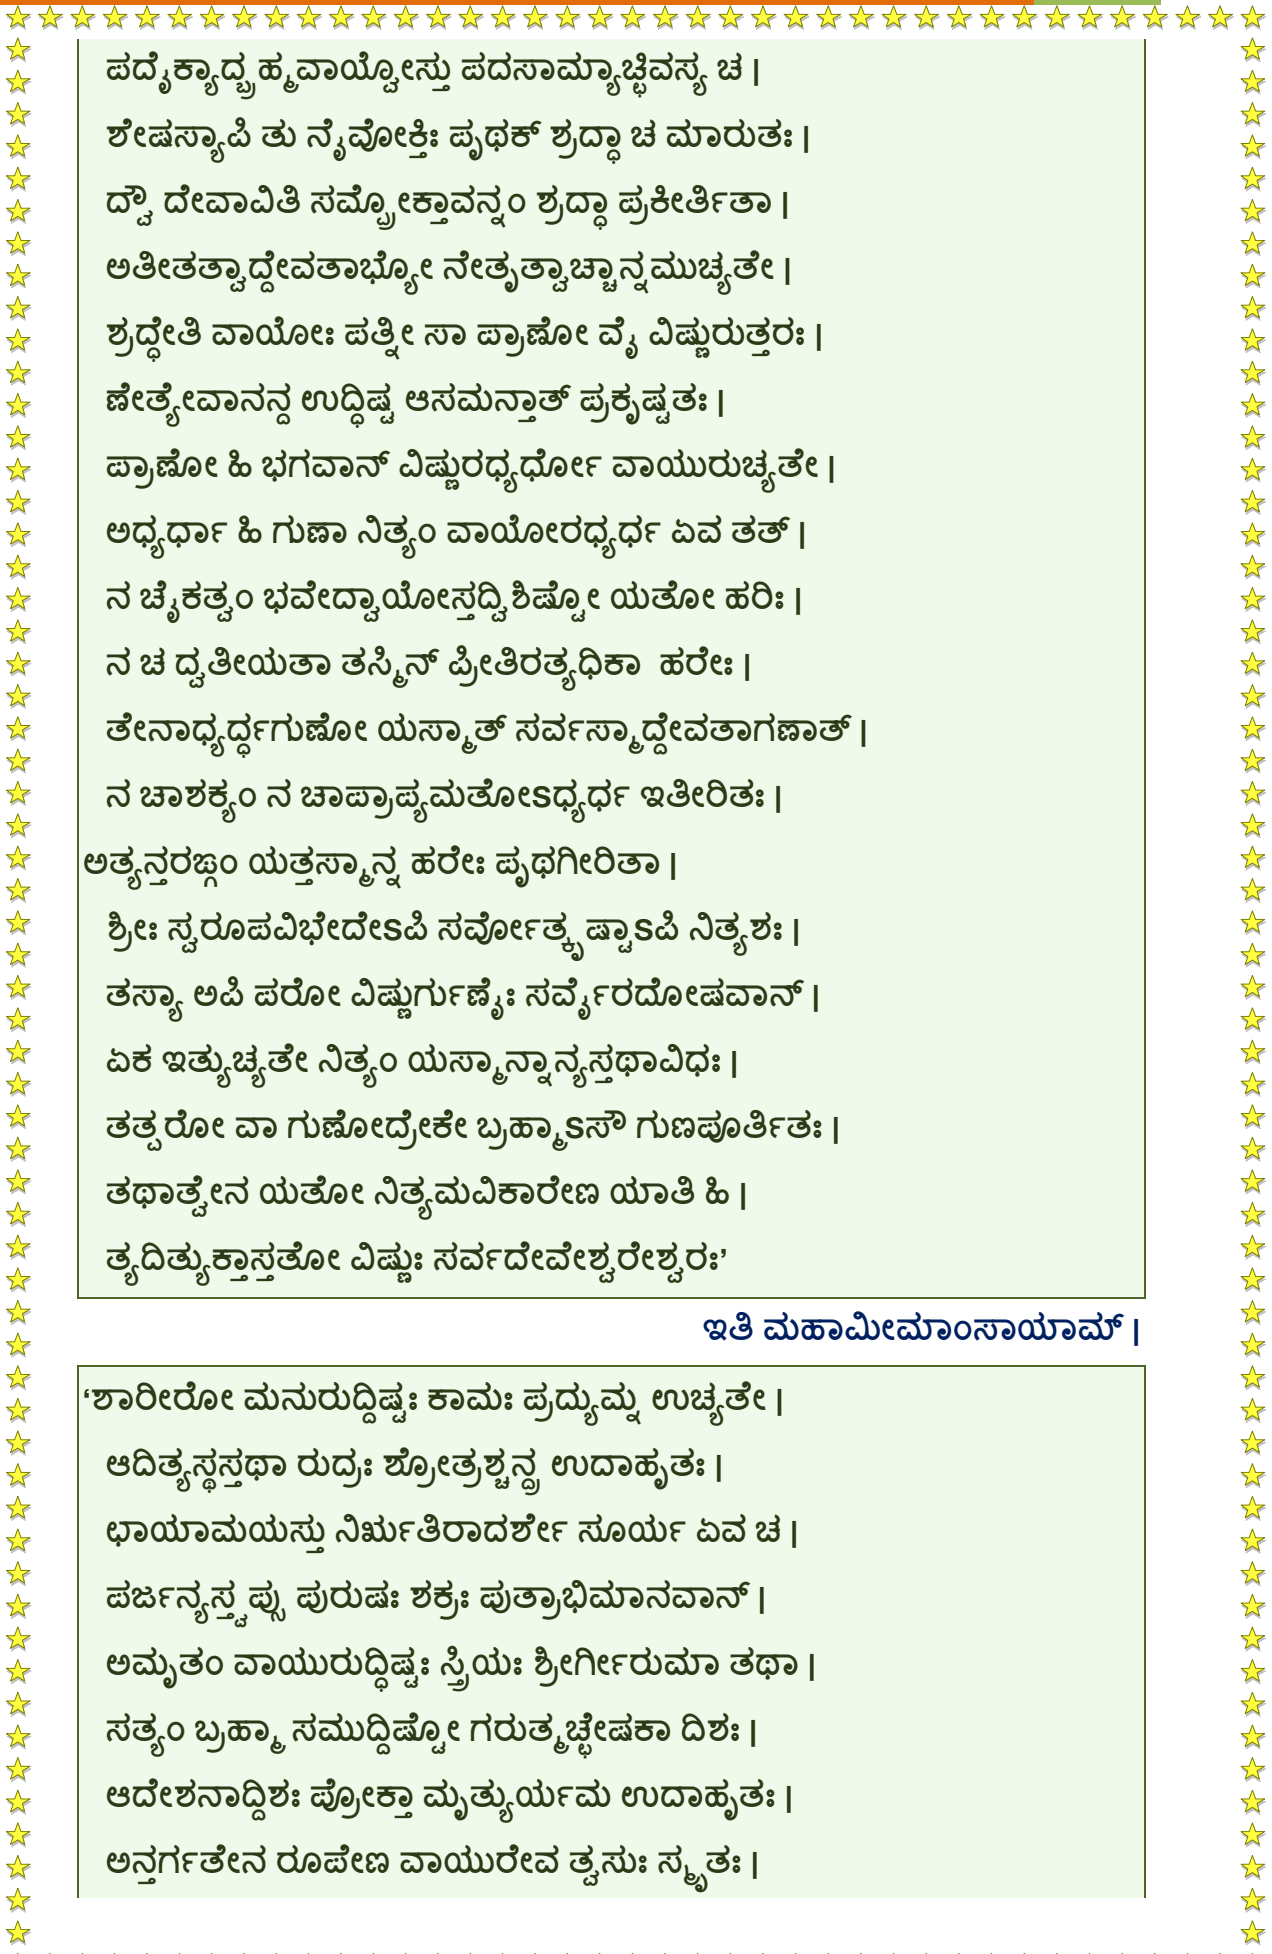 ಪದೈಕ್ಯಾದ್ಬ್ರಹ್ಮವಾಯ್ವೋಸ್ತು ಪದಸಾಮ್ಯಾಚ್ಛಿವಸ್ಯ ಚ |
ಶೇಷಸ್ಯಾಪಿ ತು ನೈವೋಕ್ತಿಃ ಪೃಥಕ್ ಶ್ರದ್ಧಾ ಚ ಮಾರುತಃ |
ದ್ವೌ ದೇವಾವಿತಿ ಸಮ್ಪ್ರೋಕ್ತಾವನ್ನಂ ಶ್ರದ್ಧಾ ಪ್ರಕೀರ್ತಿತಾ |
ಅತೀತತ್ವಾದ್ದೇವತಾಭ್ಯೋ ನೇತೃತ್ವಾಚ್ಚಾನ್ನಮುಚ್ಯತೇ |
ಶ್ರದ್ಧೇತಿ ವಾಯೋಃ ಪತ್ನೀ ಸಾ ಪ್ರಾಣೋ ವೈ ವಿಷ್ಣುರುತ್ತರಃ |
ಣೇತ್ಯೇವಾನನ್ದ ಉದ್ಧಿಷ್ಟ ಆಸಮನ್ತಾತ್ ಪ್ರಕೃಷ್ಟತಃ |
ಪ್ರಾಣೋ ಹಿ ಭಗವಾನ್ ವಿಷ್ಣುರಧ್ಯರ್ಧೋ ವಾಯುರುಚ್ಯತೇ |
ಅಧ್ಯರ್ಧಾ ಹಿ ಗುಣಾ ನಿತ್ಯಂ ವಾಯೋರಧ್ಯರ್ಧ ಏವ ತತ್ |
ನ ಚೈಕತ್ವಂ ಭವೇದ್ವಾಯೋಸ್ತದ್ವಿಶಿಷ್ಟೋ ಯತೋ ಹರಿಃ |
ನ ಚ ದ್ವತೀಯತಾ ತಸ್ಮಿನ್ ಪ್ರೀತಿರತ್ಯಧಿಕಾ ಹರೇಃ |
ತೇನಾಧ್ಯರ್ದ್ಧಗುಣೋ ಯಸ್ಮಾತ್ ಸರ್ವಸ್ಮಾದ್ದೇವತಾಗಣಾತ್ |
ನ ಚಾಶಕ್ಯಂ ನ ಚಾಪ್ರಾಪ್ಯಮತೋSಧ್ಯರ್ಧ ಇತೀರಿತಃ |
ಅತ್ಯನ್ತರಙ್ಗಂ ಯತ್ತಸ್ಮಾನ್ನ ಹರೇಃ ಪೃಥಗೀರಿತಾ |
ಶ್ರೀಃ ಸ್ವರೂಪವಿಭೇದೇSಪಿ ಸರ್ವೋತ್ಕೃಷ್ಟಾSಪಿ ನಿತ್ಯಶಃ |
ತಸ್ಯಾ ಅಪಿ ಪರೋ ವಿಷ್ಣುರ್ಗುಣೈಃ ಸರ್ವೈರದೋಷವಾನ್ |
ಏಕ ಇತ್ಯುಚ್ಯತೇ ನಿತ್ಯಂ ಯಸ್ಮಾನ್ನಾನ್ಯಸ್ತಥಾವಿಧಃ |
ತತ್ಪರೋ ವಾ ಗುಣೋದ್ರೇಕೇ ಬ್ರಹ್ಮಾSಸೌ ಗುಣಪೂರ್ತಿತಃ |
ತಥಾತ್ವೇನ ಯತೋ ನಿತ್ಯಮವಿಕಾರೇಣ ಯಾತಿ ಹಿ |
ತ್ಯದಿತ್ಯುಕ್ತಾಸ್ತತೋ ವಿಷ್ಣುಃ ಸರ್ವದೇವೇಶ್ವರೇಶ್ವರಃ’
ಇತಿ ಮಹಾಮೀಮಾಂಸಾಯಾಮ್ |
‘ಶಾರೀರೋ ಮನುರುದ್ದಿಷ್ಟಃ ಕಾಮಃ ಪ್ರದ್ಯುಮ್ನ ಉಚ್ಯತೇ |
ಆದಿತ್ಯಸ್ಥಸ್ತಥಾ ರುದ್ರಃ ಶ್ರೋತ್ರಶ್ಚನ್ದ್ರ ಉದಾಹೃತಃ |
ಛಾಯಾಮಯಸ್ತು ನಿರ್ಋತಿರಾದರ್ಶೇ ಸೂರ್ಯ ಏವ ಚ |
ಪರ್ಜನ್ಯಸ್ತ್ವಪ್ಸು ಪುರುಷಃ ಶಕ್ರಃ ಪುತ್ರಾಭಿಮಾನವಾನ್ |
ಅಮೃತಂ ವಾಯುರುದ್ಧಿಷ್ಟಃ ಸ್ತ್ರಿಯಃ ಶ್ರೀರ್ಗೀರುಮಾ ತಥಾ |
ಸತ್ಯಂ ಬ್ರಹ್ಮಾ ಸಮುದ್ದಿಷ್ಟೋ ಗರುತ್ಮಚ್ಛೇಷಕಾ ದಿಶಃ |
ಆದೇಶನಾದ್ದಿಶಃ ಪ್ರೋಕ್ತಾ ಮೃತ್ಯುರ್ಯಮ ಉದಾಹೃತಃ |
ಅನ್ತರ್ಗತೇನ ರೂಪೇಣ ವಾಯುರೇವ ತ್ವಸುಃ ಸ್ಮೃತಃ |